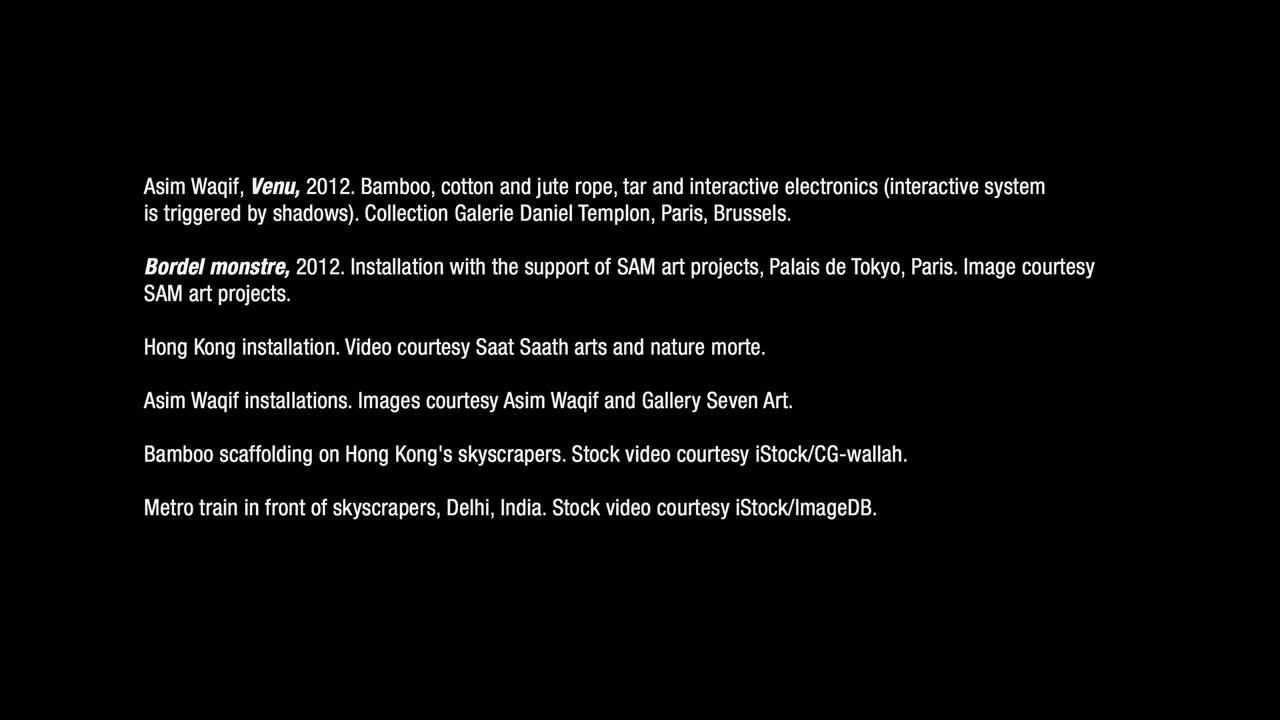 Asim Waqif, Venu, 2012. Bamboo, cotton and jute rope, tar and interactive electronics (interactive system
is triggered by shadows). Collection Galerie Daniel Templon, Paris, Brussels.
Bordel monstre, 2012. Installation with the support of SAM art projects, Palais de Tokyo, Paris. Image courtesy
SAM art projects.
Hong Kong installation. Video courtesy Saat Saath arts and nature morte.
Asim Waqif installations. Images courtesy Asim Waqif and Gallery Seven Art.
Bamboo scaffolding on Hong Kong's skyscrapers. Stock video courtesy iStock/CG-wallah.
Metro train in front of skyscrapers, Delhi, India. Stock video courtesy iStock/ImageDB.